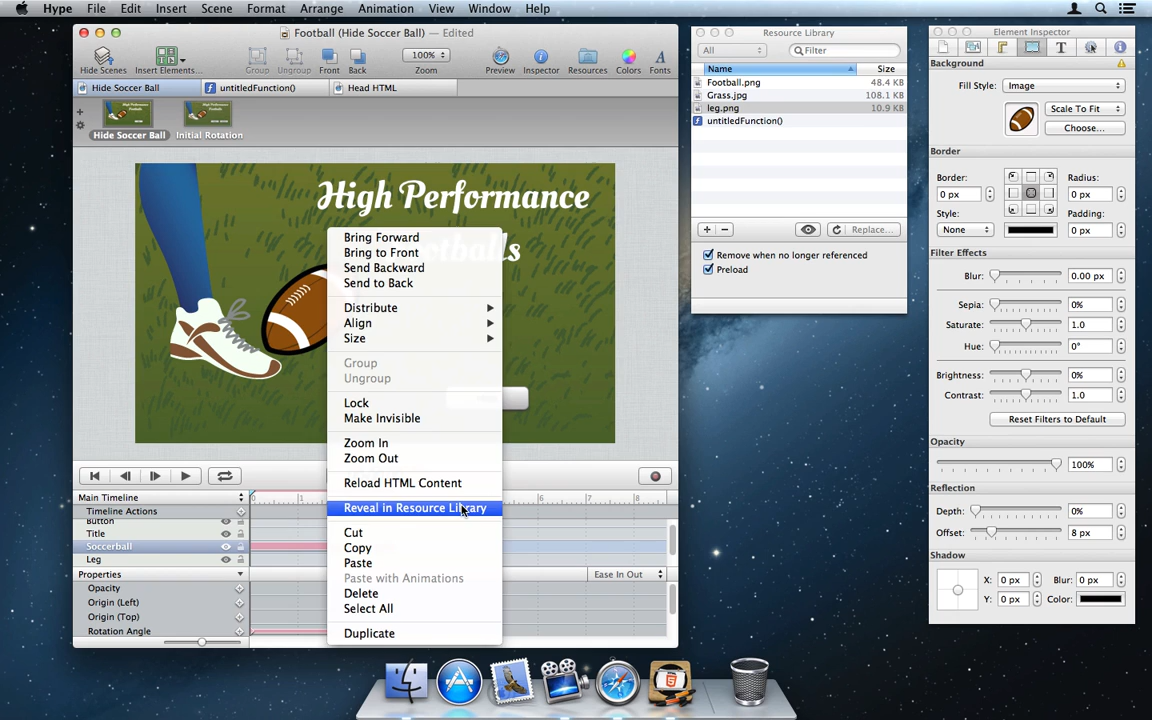 Hype File Edit Insert Scene Format Arrange Animation View Window Help
Football (Hide Soccer Ball) — Edited
100%
Hide Scenes Insert Elements... Group Ungroup Front Back Zoom Preview Inspector Resources Colors Fonts
Hide Soccer Ball untitledFunction() Head HTML
Hide Soccer Ball Initial Rotation
High Performance
Bring Forward
Bring to Front
Send Backward
Send to Back
Distribute
Align
Size
Group
Ungroup
Lock
Make Invisible
Zoom In
Zoom Out
Reload HTML Content
Reveal in Resource Library
Cut
Copy
Paste
Paste with Animations
Delete
Select All
Duplicate
Main Timeline
0 1 6 7 8
Timeline Actions
Button
Title
Soccerball
Leg
Properties
Ease In Out
Opacity
Origin (Left)
Origin (Top)
Rotation Angle
Resource Library
All Filter
Name Size
Football.png 48.4 KB
Grass.jpg 108.1 KB
leg.png 10.9 KB
untitledFunction()
+ − Replace...
Remove when no longer referenced
Preload
Element Inspector
Background
Fill Style: Image
Scale To Fit
Choose...
Border
Border: Radius:
0 px 0 px
Style: Padding:
None 0 px
Filter Effects
Blur: 0.00 px
Sepia: 0%
Saturate: 1.0
Hue: 0°
Brightness: 0%
Contrast: 1.0
Reset Filters to Default
Opacity
100%
Reflection
Depth: 0%
Offset: 8 px
Shadow
X: 0 px Blur: 0 px
Y: 0 px Color: